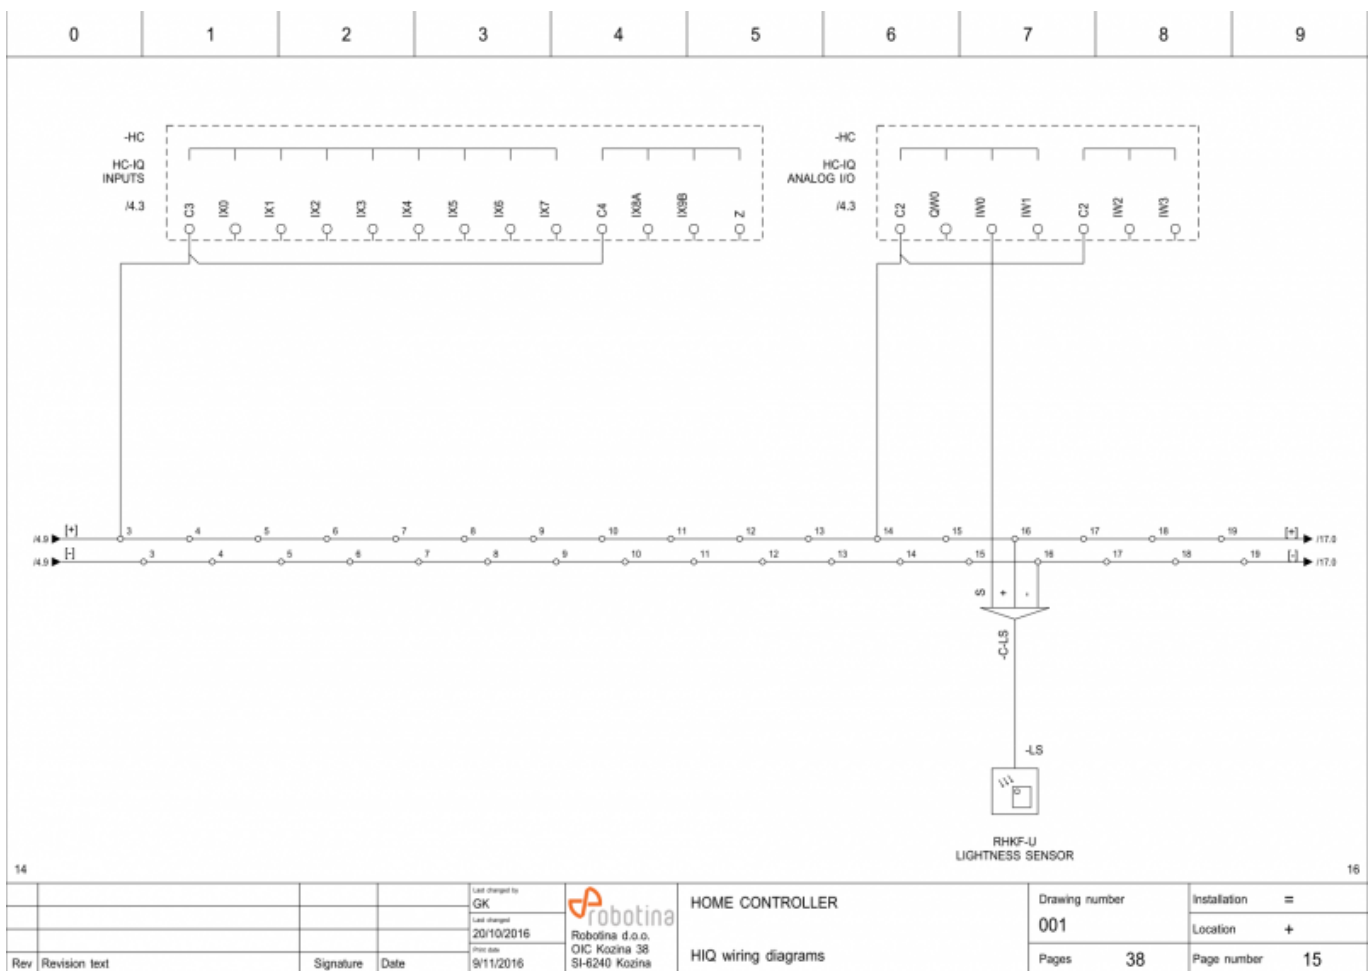 0 1 2 3 4 5 6 7 8 9
-HC
HC-IQ
INPUTS
/4.3
C3 IX0 IX1 IX2 IX3 IX4 IX5 IX6 IX7 C4 IX8A IX9B Z
-HC
HC-IQ
ANALOG I/O
/4.3
C2 QW0 IW0 IW1 C2 IW2 IW3
/4.9 [+] 3 4 5 6 7 8 9 10 11 12 13 14 15 16 17 18 19 [+] /17.0
/4.9 [-] 3 4 5 6 7 8 9 10 11 12 13 14 15 16 17 18 19 [-] /17.0
S + -
-C-LS
-LS
RHKF-U
LIGHTNESS SENSOR
14 16
Rev Revision text Signature Date
Last changed by
GK
Last changed
20/10/2016
Print date
9/11/2016
robotina
Robotina d.o.o.
OIC Kozina 38
SI-6240 Kozina
HOME CONTROLLER
HIQ wiring diagrams
Drawing number
001
Pages 38
Installation =
Location +
Page number 15